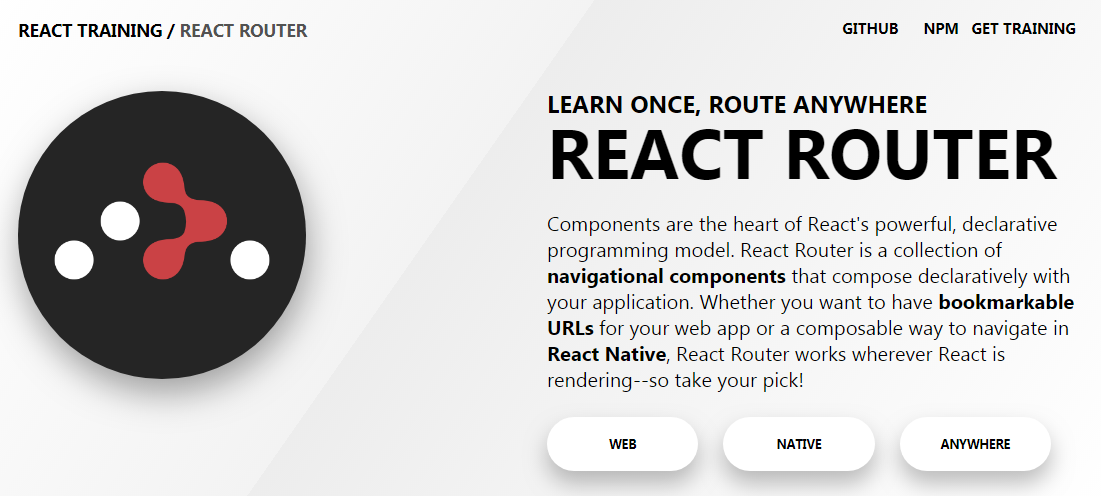 REACT TRAINING / REACT ROUTER
GITHUB NPM GET TRAINING
LEARN ONCE, ROUTE ANYWHERE
REACT ROUTER
Components are the heart of React's powerful, declarative
programming model. React Router is a collection of
navigational components that compose declaratively with
your application. Whether you want to have bookmarkable
URLs for your web app or a composable way to navigate in
React Native, React Router works wherever React is
rendering--so take your pick!
WEB NATIVE ANYWHERE